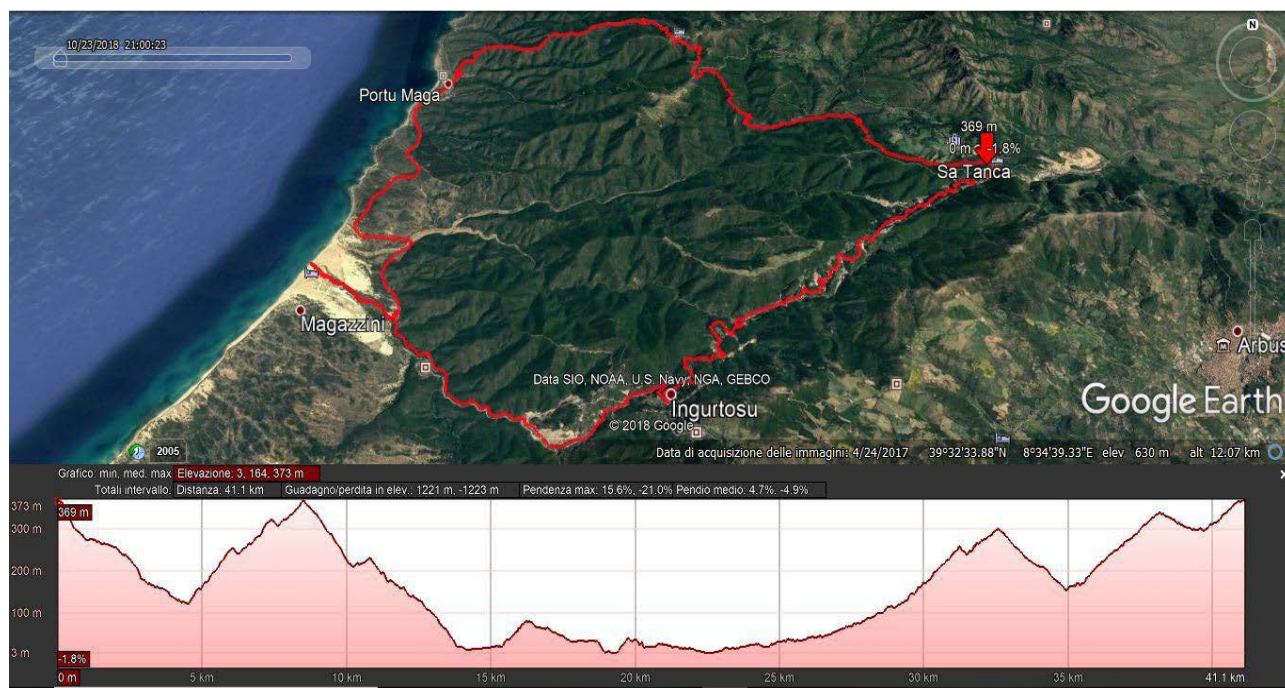 10/23/2018 21:00:23
N
Portu Maga
369 m
0 m -1.8%
Sa Tanca
Magazzini
Arbus
Data SIO, NOAA, U.S. Navy, NGA, GEBCO
Ingurtosu
Google Earth
© 2018 Google
2005
Data di acquisizione delle immagini: 4/24/2017 39°32'33.88"N 8°34'39.33"E elev 630 m alt 12.07 km
Grafico: min, med, max Elevazione: 3, 164, 373 m
Totali intervallo: Distanza: 41.1 km Guadagno/perdita in elev.: 1221 m, -1223 m Pendenza max: 15.6%, -21.0% Pendio medio: 4.7%, -4.9%
373 m
369 m
300 m
200 m
100 m
3 m
-1.8%
0 m 5 km 10 km 15 km 20 km 25 km 30 km 35 km 41.1 km